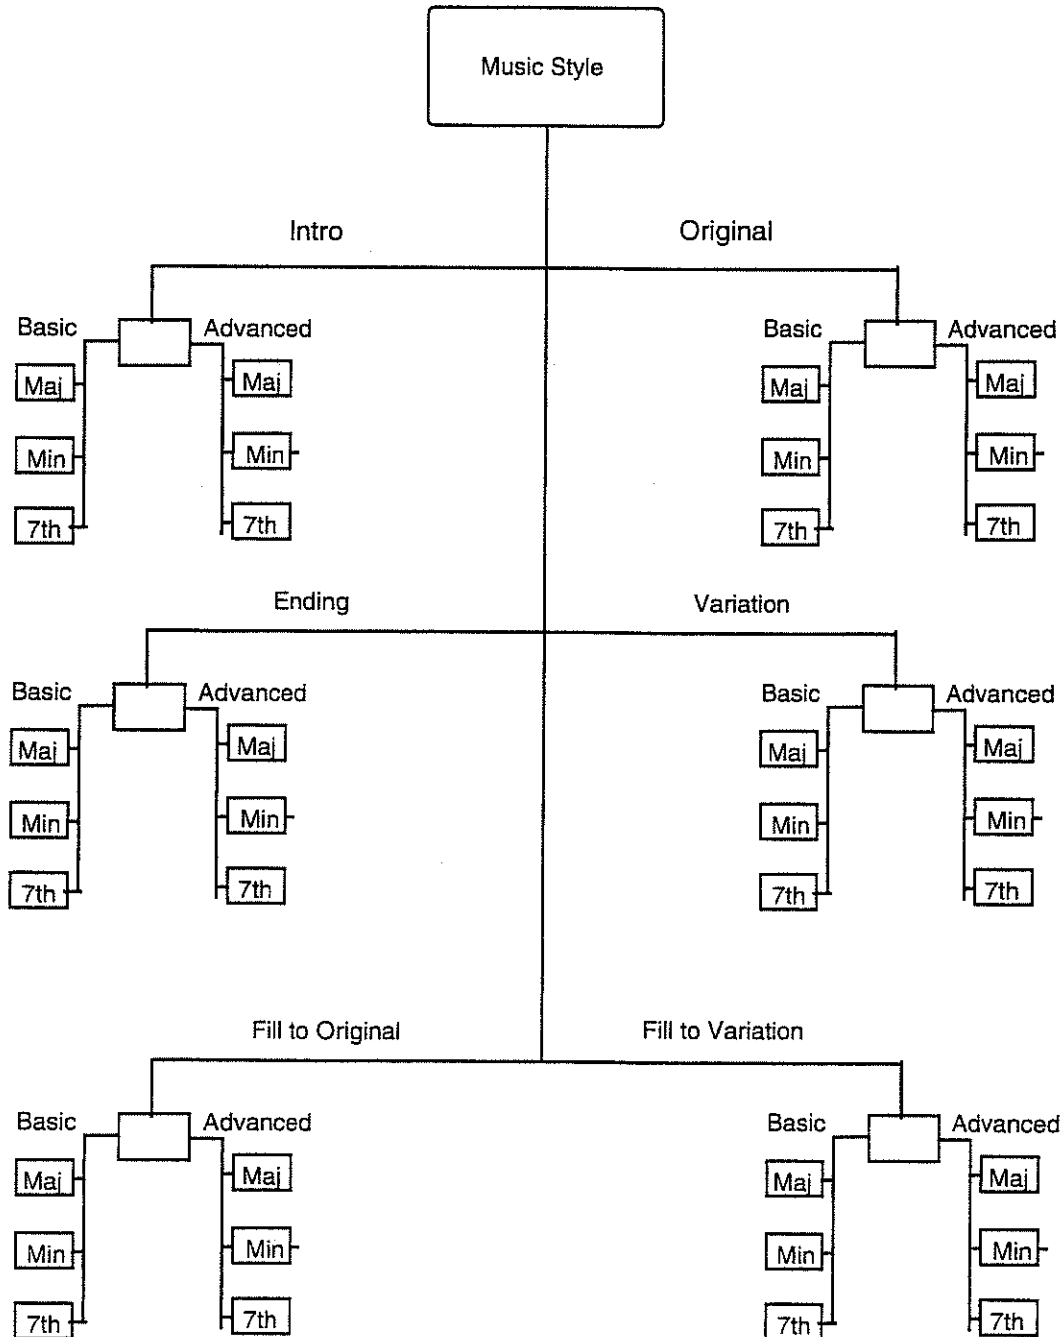 Music Style
Intro
Original
Basic
Advanced
Basic
Advanced
Maj
Maj
Maj
Maj
Min
Min
Min
Min
7th
7th
7th
7th
Ending
Variation
Basic
Advanced
Basic
Advanced
Maj
Maj
Maj
Maj
Min
Min
Min
Min
7th
7th
7th
7th
Fill to Original
Fill to Variation
Basic
Advanced
Basic
Advanced
Maj
Maj
Maj
Maj
Min
Min
Min
Min
7th
7th
7th
7th